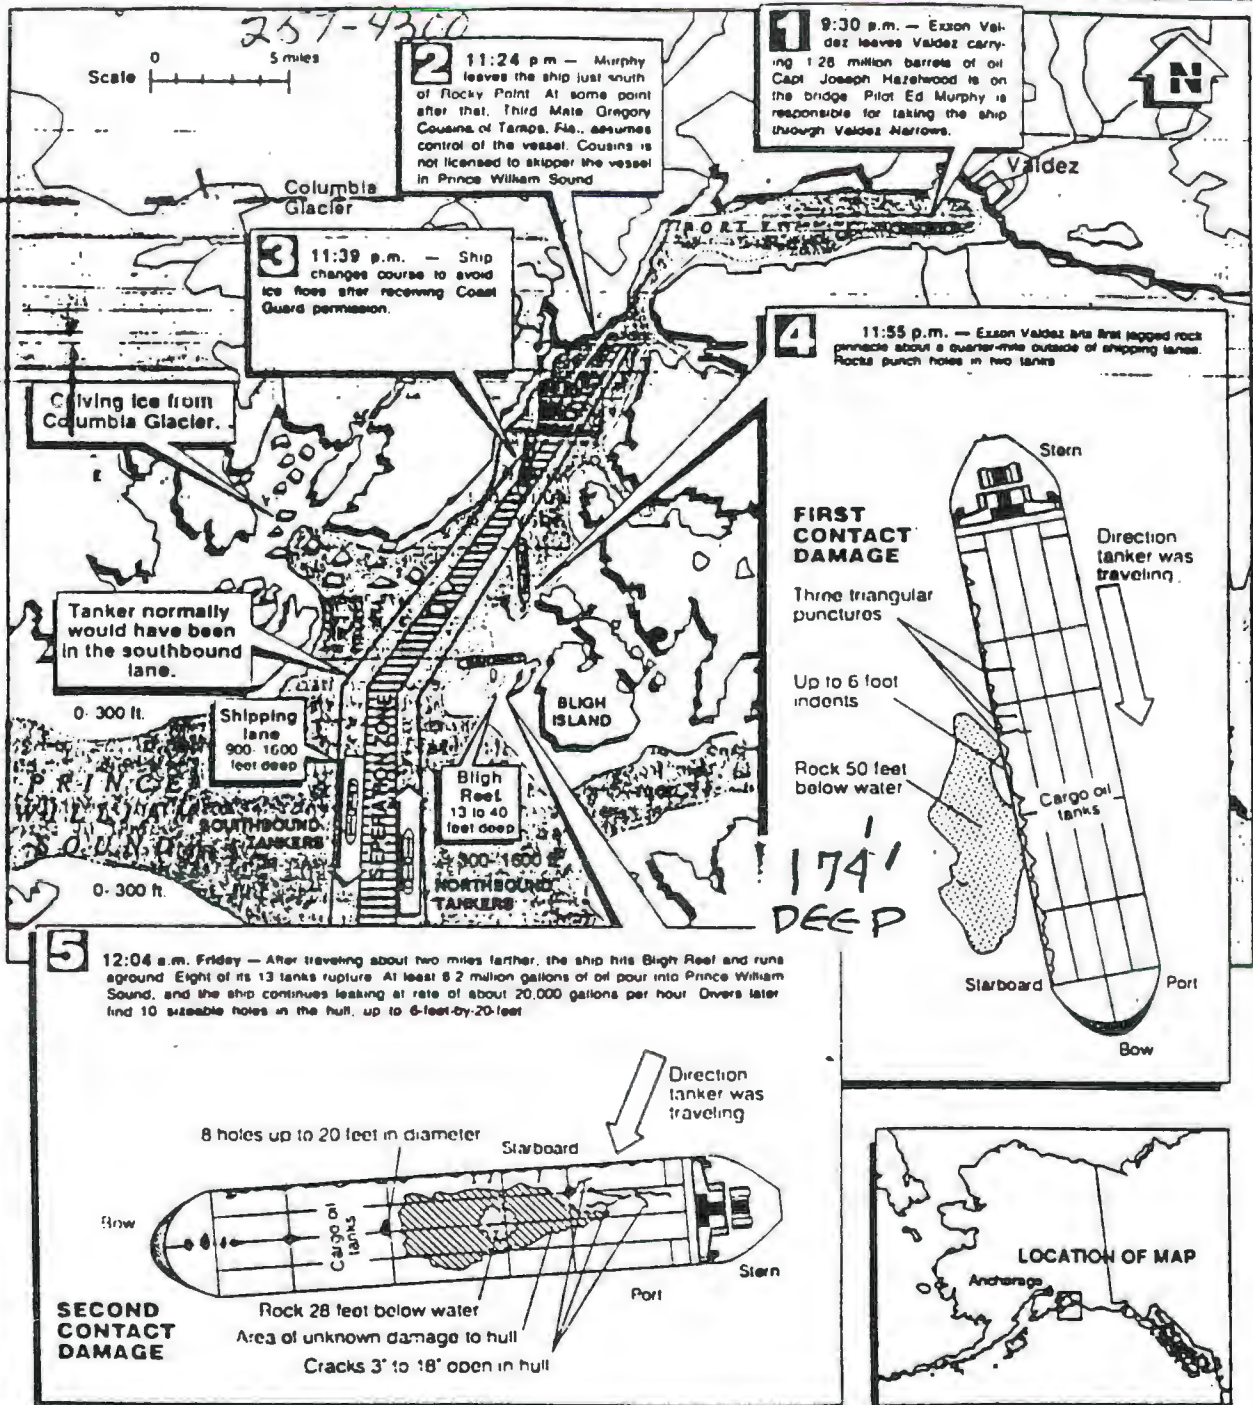 257-4300
Scale 0 5 miles
N
1 9:30 p.m. — Exxon Val-
dez leaves Valdez carry-
ing 1.26 million barrels of oil
Capt. Joseph Hazelwood is on
the bridge. Pilot Ed Murphy is
responsible for taking the ship
through Valdez Narrows.
2 11:24 p m — Murphy
leaves the ship just south
of Rocky Point. At some point
after that, Third Mate Gregory
Cousins of Tampa, Fla., assumes
control of the vessel. Cousins is
not licensed to skipper the vessel
in Prince William Sound
Valdez
Columbia
Glacier
PORT
3 11:39 p.m. — Ship
changes course to avoid
ice floes after receiving Coast
Guard permission.
4 11:55 p.m. — Exxon Valdez hits first jagged rock
pinnacle about a quarter-mile outside of shipping lanes.
Rocks punch holes in two tanks
Calving ice from
Columbia Glacier.
Tanker normally
would have been
in the southbound
lane.
0-300 ft.
Shipping
lane
900-1600
feet deep
PRINCE
WILLIAM
SOUND
SOUTHBOUND
TANKERS
SEPERATION ZONE
Bligh
Reef
13 to 40
feet deep
BLIGH
ISLAND
300-1600 ft
NORTHBOUND
TANKERS
0-300 ft.
FIRST
CONTACT
DAMAGE
Stern
Direction
tanker was
traveling
Three triangular
punctures
Up to 6 foot
indents
Rock 50 feet
below water
Cargo oil
tanks
174'
DEEP
Starboard
Port
Bow
5 12:04 a.m. Friday — After traveling about two miles farther, the ship hits Bligh Reef and runs
aground. Eight of its 13 tanks rupture. At least 6.2 million gallons of oil pour into Prince William
Sound, and the ship continues leaking at rate of about 20,000 gallons per hour. Divers later
find 10 sizeable holes in the hull, up to 6-feet-by-20-feet
Direction
tanker was
traveling
8 holes up to 20 feet in diameter
Starboard
Bow
Cargo oil
tanks
Stern
Port
Rock 28 feet below water
Area of unknown damage to hull
Cracks 3" to 18" open in hull
SECOND
CONTACT
DAMAGE
LOCATION OF MAP
Anchorage